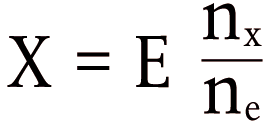 X = E nₓ/nₑ